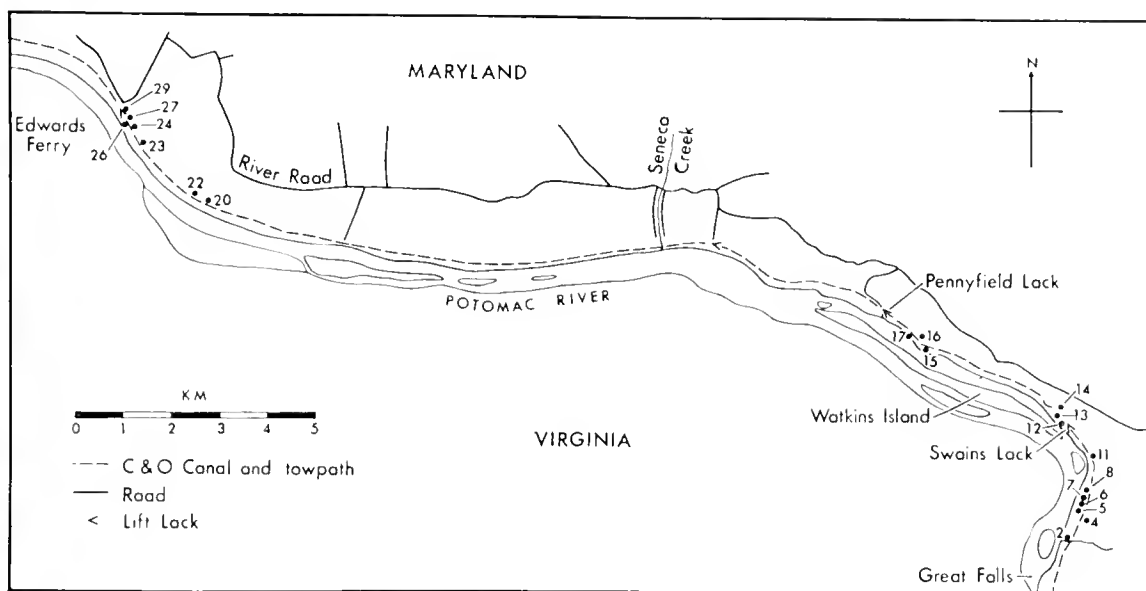 MARYLAND
N
29
27
24
26
23
Edwards
Ferry
22
20
River Road
Seneca
Creek
POTOMAC RIVER
Pennyfield Lock
17
16
15
14
13
12
Watkins Island
Swains Lock
11
8
7
6
5
4
2
Great Falls
VIRGINIA
KM
0 1 2 3 4 5
C & O Canal and towpath
Road
< Lift Lock